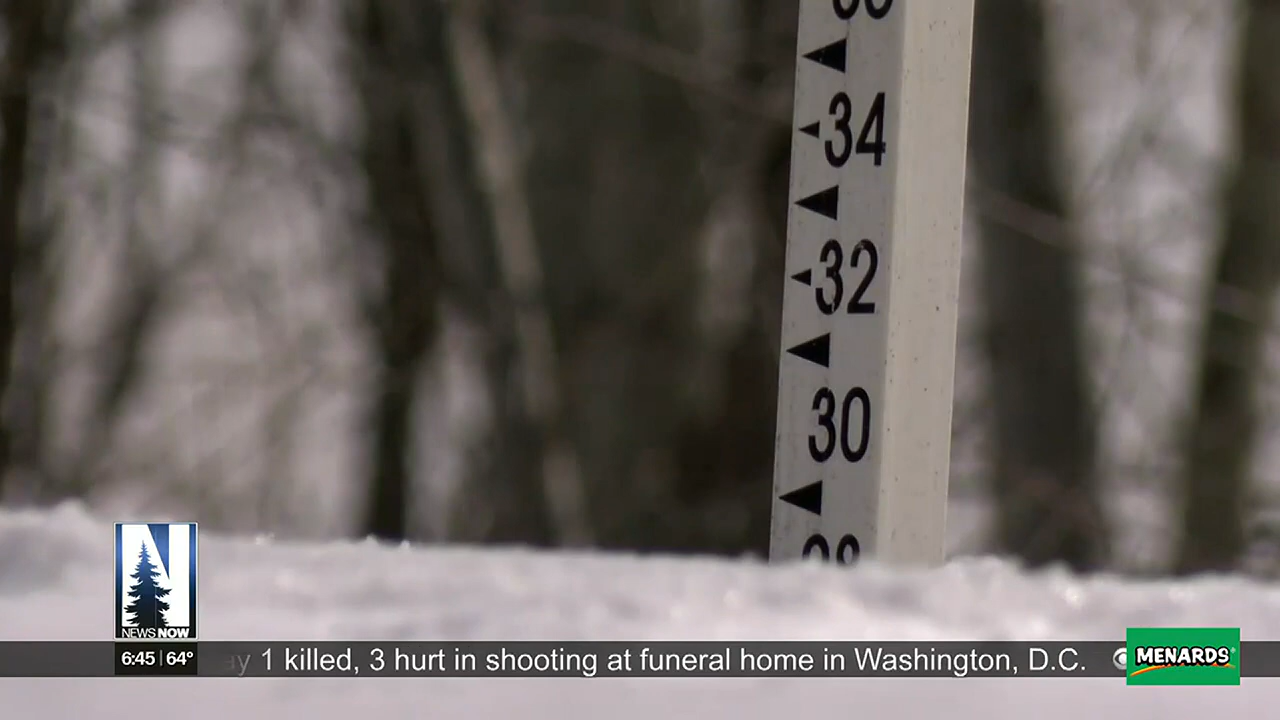 34
32
30
28
N
NEWS NOW
6:45 | 64°
1 killed, 3 hurt in shooting at funeral home in Washington, D.C.
MENARDS